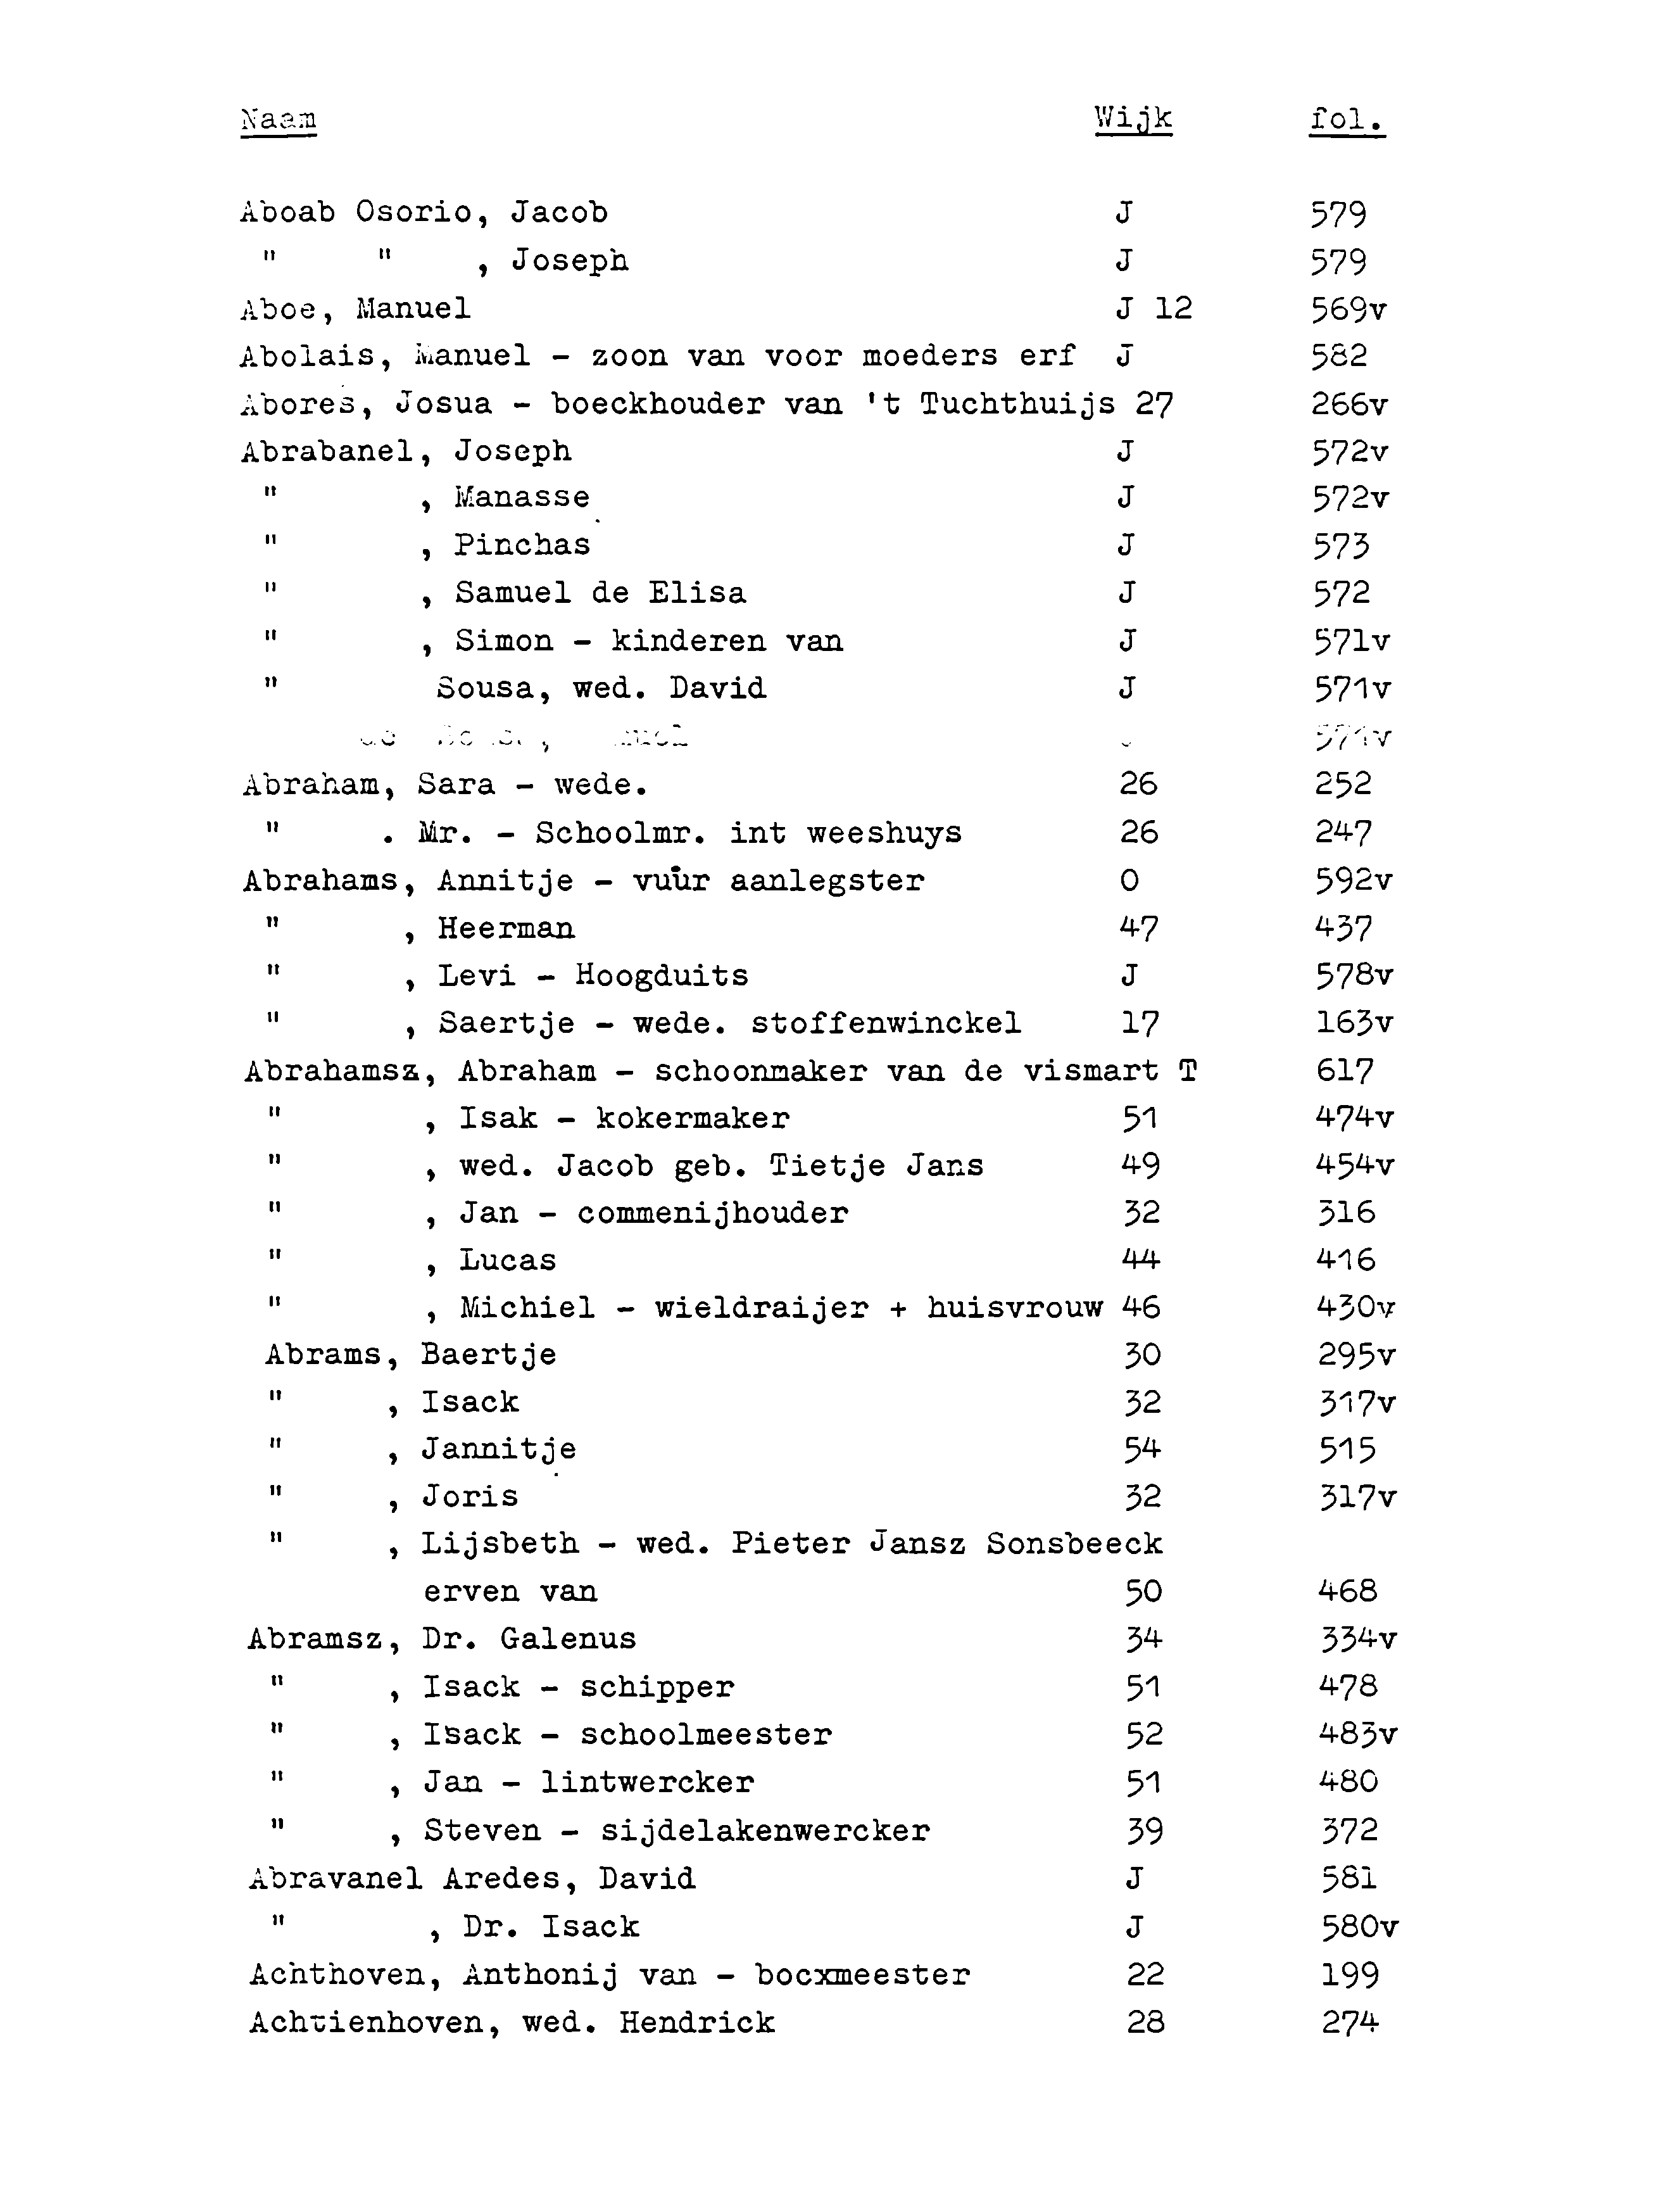 Naam Wijk fol.
Aboab Osorio, Jacob J 579
" " , Joseph J 579
Aboe, Manuel J 12 569v
Abolais, Manuel - zoon van voor moeders erf J 582
Abores, Josua - boeckhouder van 't Tuchthuijs 27 266v
Abrabanel, Joseph J 572v
" , Manasse J 572v
" , Pinchas J 573
" , Samuel de Elisa J 572
" , Simon - kinderen van J 571v
" Sousa, wed. David J 571v
571v
Abraham, Sara - wede. 26 252
" . Mr. - Schoolmr. int weeshuys 26 247
Abrahams, Annitje - vuur aanlegster O 592v
" , Heerman 47 437
" , Levi - Hoogduits J 578v
" , Saertje - wede. stoffenwinckel 17 163v
Abrahamsz, Abraham - schoonmaker van de vismart T 617
" , Isak - kokermaker 51 474v
" , wed. Jacob geb. Tietje Jans 49 454v
" , Jan - commenijhouder 32 316
" , Lucas 44 416
" , Michiel - wieldraijer + huisvrouw 46 430v
Abrams, Baertje 30 295v
" , Isack 32 317v
" , Jannitje 54 515
" , Joris 32 317v
" , Lijsbeth - wed. Pieter Jansz Sonsbeeck
erven van 50 468
Abramsz, Dr. Galenus 34 334v
" , Isack - schipper 51 478
" , Isack - schoolmeester 52 483v
" , Jan - lintwercker 51 480
" , Steven - sijdelakenwercker 39 372
Abravanel Aredes, David J 581
" , Dr. Isack J 580v
Achthoven, Anthonij van - bocxmeester 22 199
Achtienhoven, wed. Hendrick 28 274